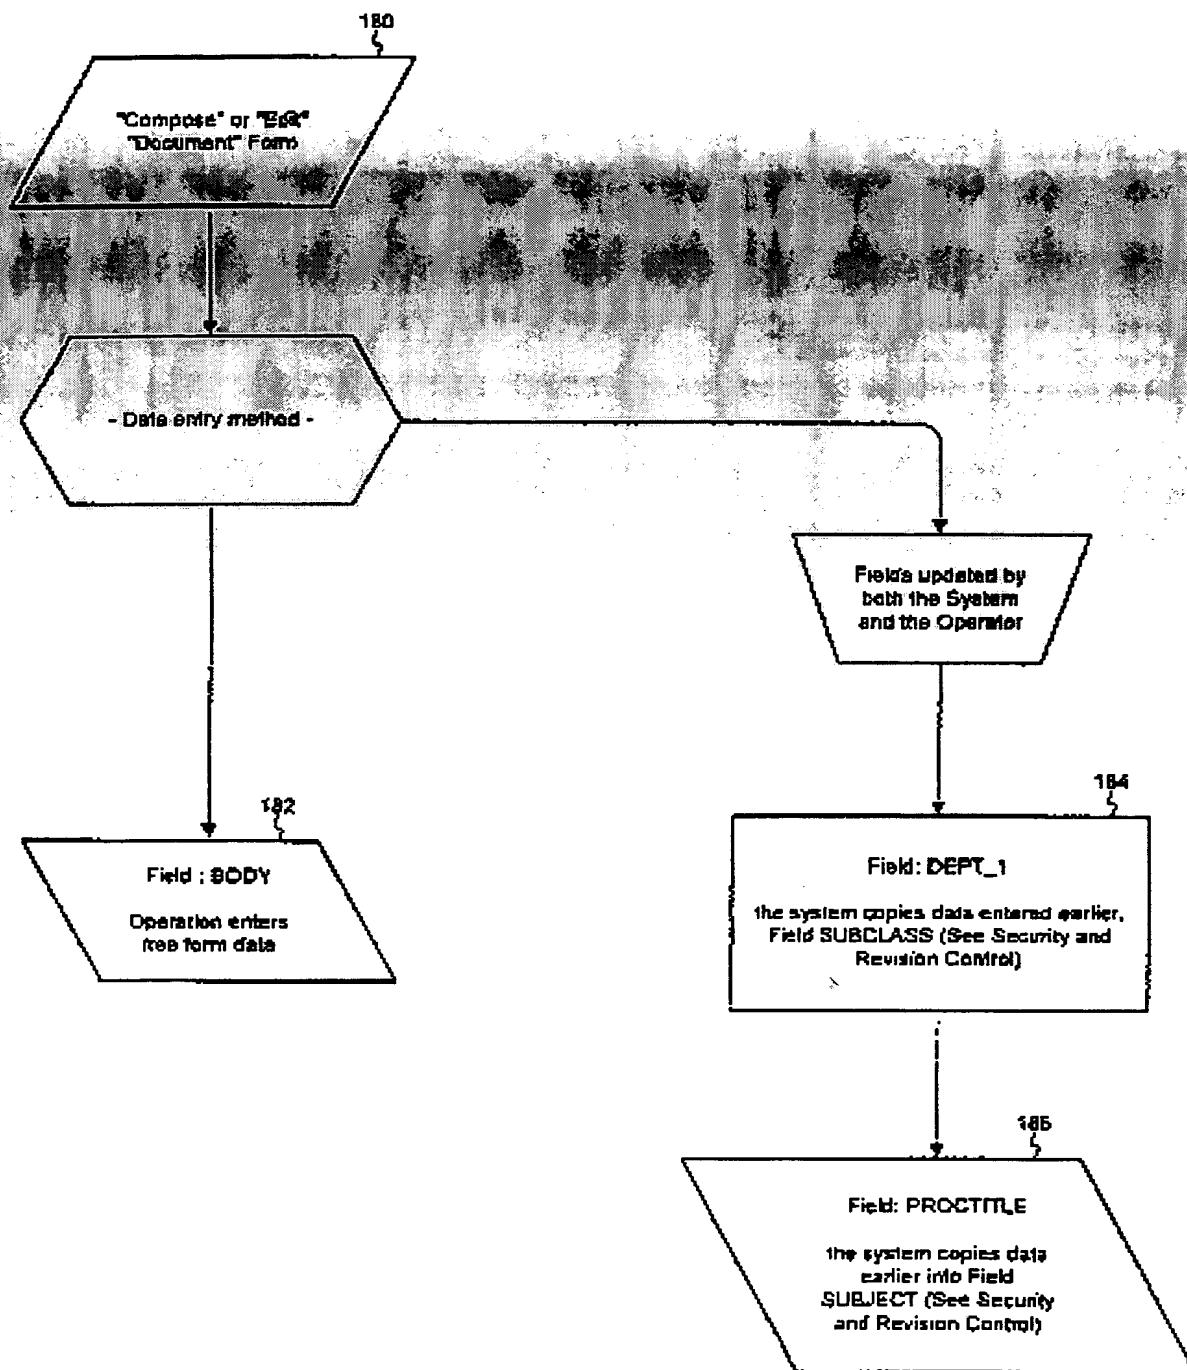 180
"Compose" or "Edit"
"Document" Form
- Data entry method -
Fields updated by
both the System
and the Operator
182
Field : BODY
Operation enters
free form data
184
Field: DEPT_1
the system copies data entered earlier,
Field SUBCLASS (See Security and
Revision Control)
186
Field: PROCTITLE
the system copies data
earlier into Field
SUBJECT (See Security
and Revision Control)